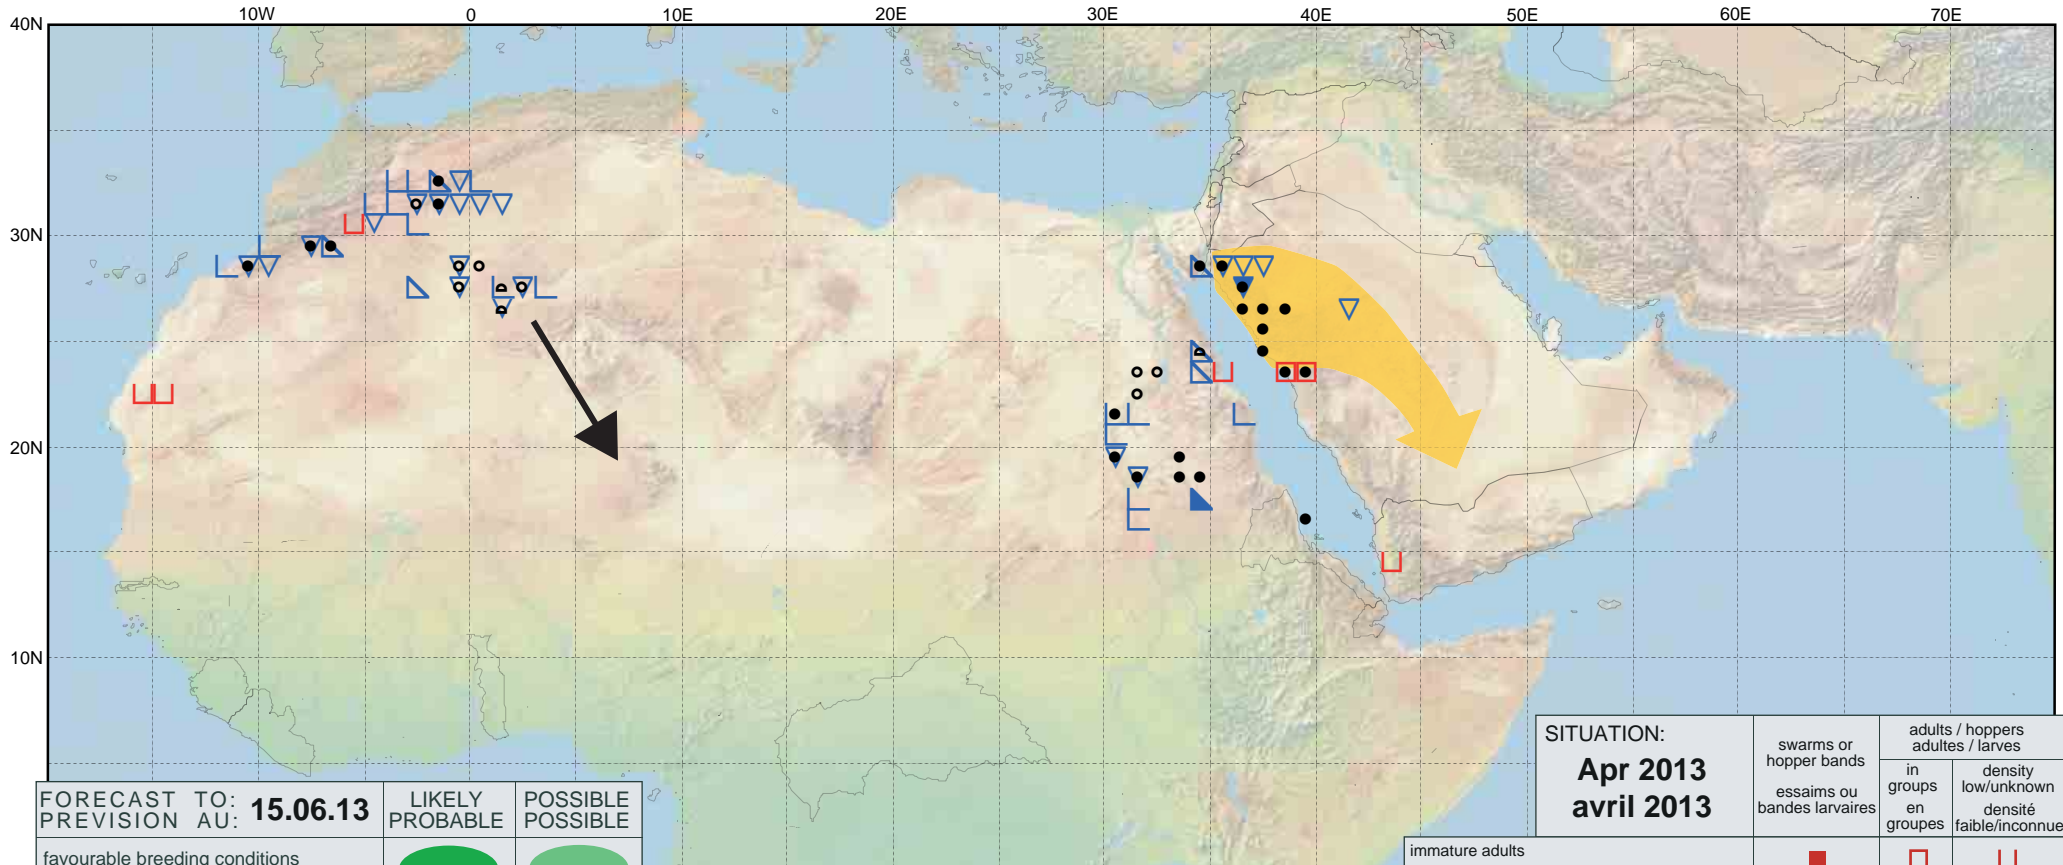 10W 0 10E 20E 30E 40E 50E 60E 70E
40N
30N
20N
10N
FORECAST TO: 15.06.13
PREVISION AU:
LIKELY
PROBABLE
POSSIBLE
POSSIBLE
favourable breeding conditions
SITUATION:
Apr 2013
avril 2013
swarms or
hopper bands
essaims ou
bandes larvaires
adults / hoppers
adultes / larves
in
groups
en
groupes
density
low/unknown
densité
faible/inconnue
immature adults